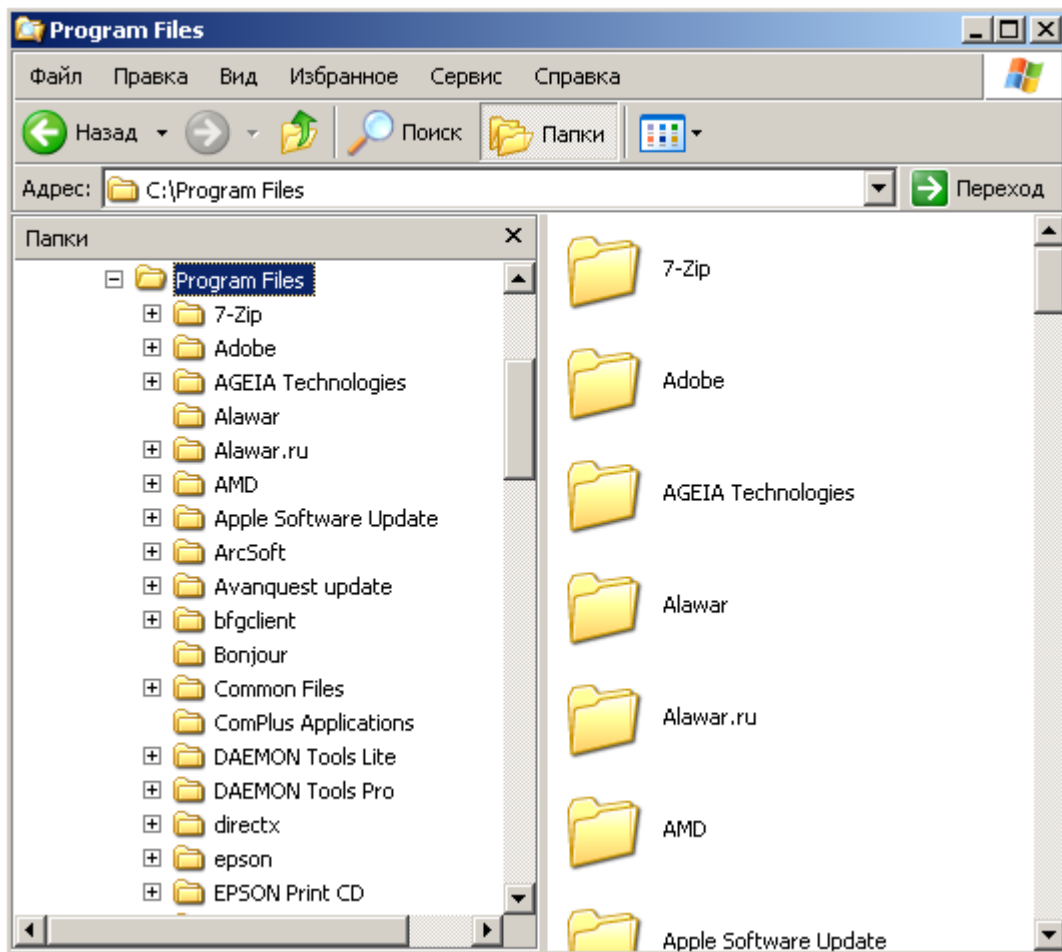 Program Files
Файл Правка Вид Избранное Сервис Справка
Назад Поиск Папки
Адрес: C:\Program Files Переход
Папки
Program Files
7-Zip
Adobe
AGEIA Technologies
Alawar
Alawar.ru
AMD
Apple Software Update
ArcSoft
Avanquest update
bfgclient
Bonjour
Common Files
ComPlus Applications
DAEMON Tools Lite
DAEMON Tools Pro
directx
epson
EPSON Print CD
7-Zip
Adobe
AGEIA Technologies
Alawar
Alawar.ru
AMD
Apple Software Update